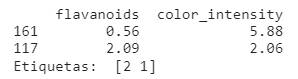 flavanoids color_intensity
161 0.56 5.88
117 2.09 2.06
Etiquetas: [2 1]